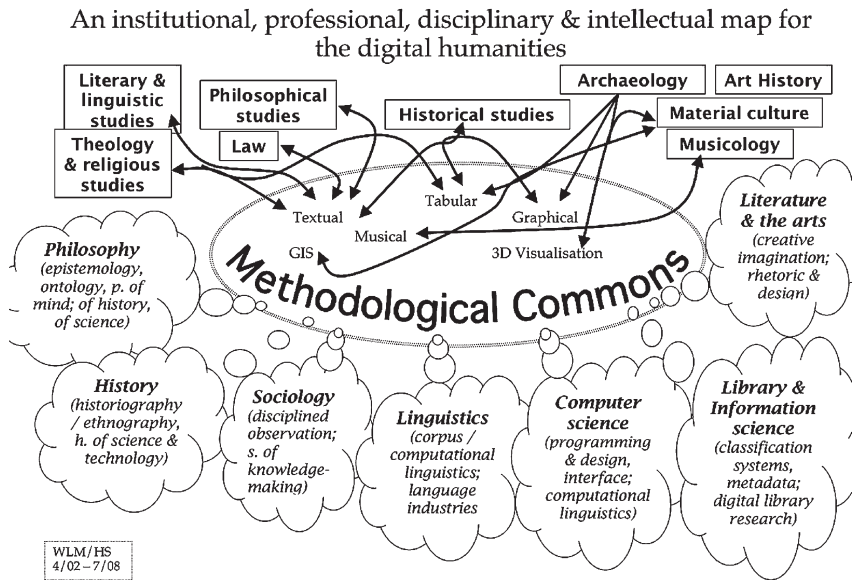 An institutional, professional, disciplinary & intellectual map for
the digital humanities
Literary &
linguistic
studies
Theology
& religious
studies
Philosophical
studies
Law
Historical studies
Archaeology
Art History
Material culture
Musicology
Textual
Tabular
Graphical
Musical
GIS
3D Visualisation
Methodological Commons
Philosophy
(epistemology,
ontology, p. of
mind; of history,
of science)
Literature
& the arts
(creative
imagination;
rhetoric &
design)
History
(historiography
/ ethnography,
h. of science &
technology)
Sociology
(disciplined
observation;
s. of
knowledge-
making)
Linguistics
(corpus /
computational
linguistics;
language
industries
Computer
science
(programming
& design,
interface;
computational
linguistics)
Library &
Information
science
(classification
systems,
metadata;
digital library
research)
WLM/HS
4/02–7/08